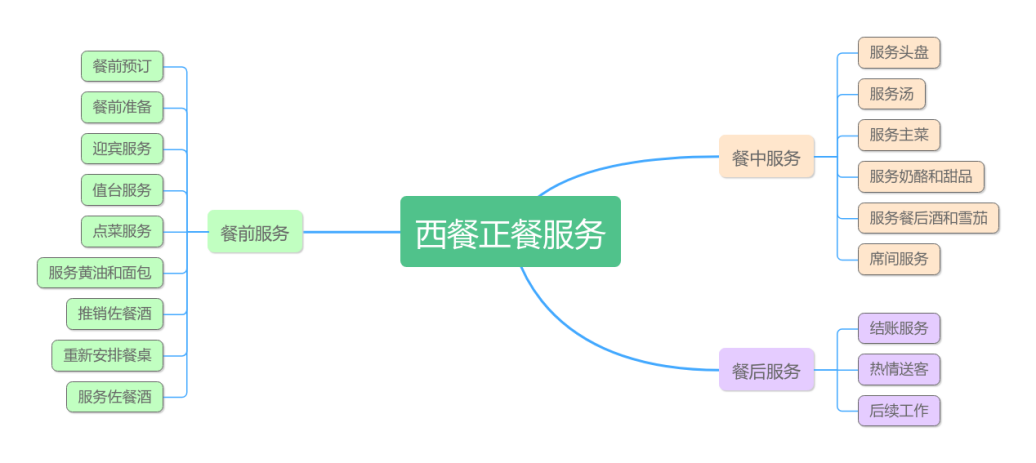 西餐正餐服务
餐前服务
餐前预订
餐前准备
迎宾服务
值台服务
点菜服务
服务黄油和面包
推销佐餐酒
重新安排餐桌
服务佐餐酒
餐中服务
服务头盘
服务汤
服务主菜
服务奶酪和甜品
服务餐后酒和雪茄
席间服务
餐后服务
结账服务
热情送客
后续工作